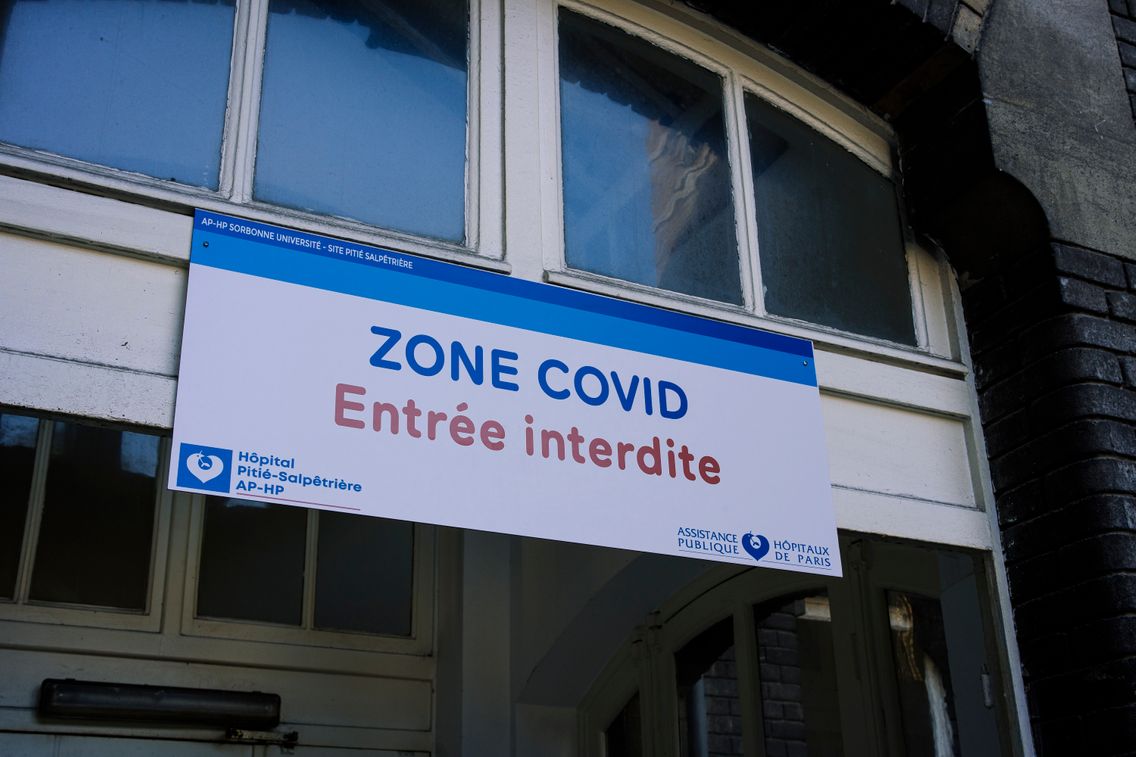 AP-HP SORBONNE UNIVERSITÉ - SITE PITIÉ SALPÊTRIÈRE
ZONE COVID
Entrée interdite
Hôpital
Pitié-Salpêtrière
AP-HP
ASSISTANCE HÔPITAUX
PUBLIQUE DE PARIS